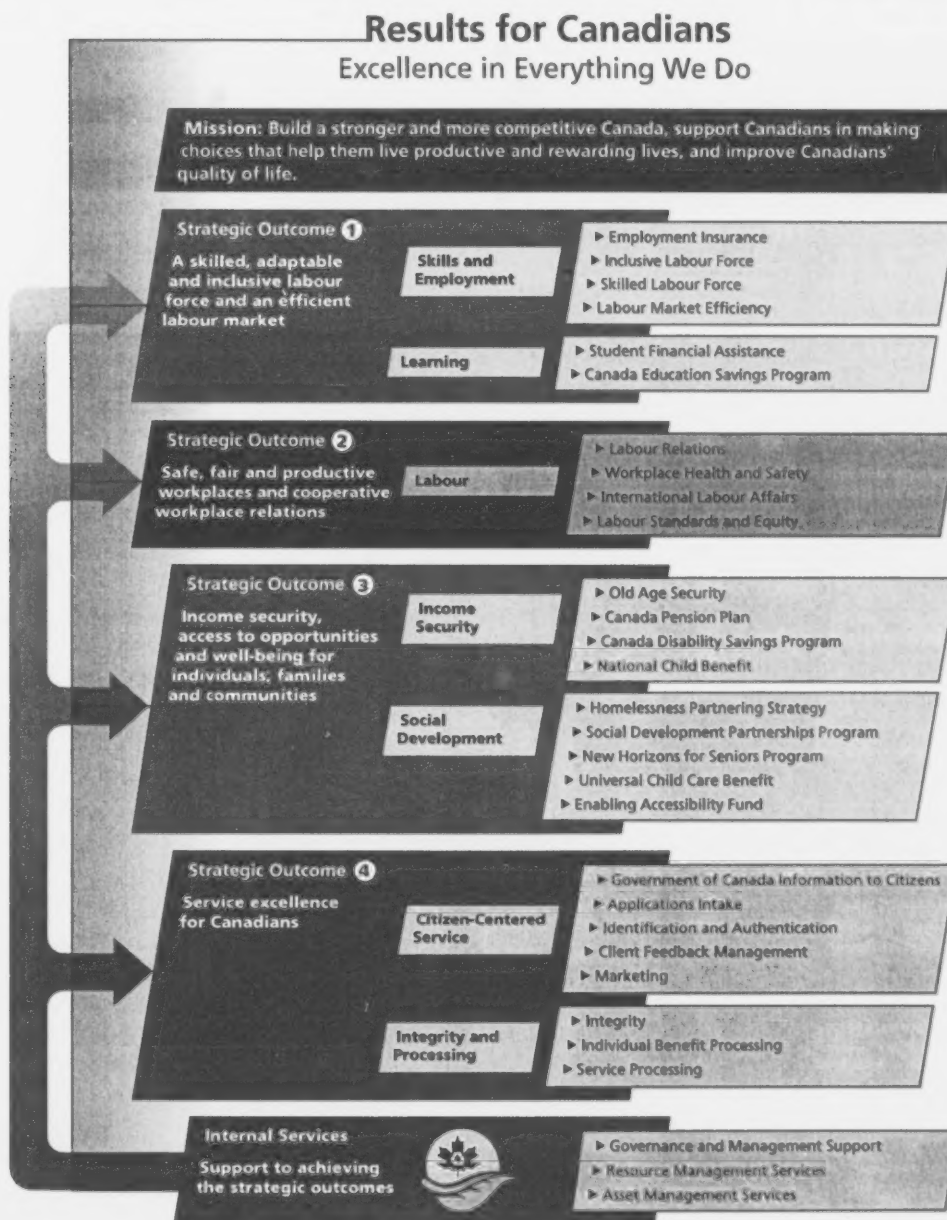 Results for Canadians
Excellence in Everything We Do
Mission: Build a stronger and more competitive Canada, support Canadians in making
choices that help them live productive and rewarding lives, and improve Canadians'
quality of life.
Strategic Outcome 1
A skilled, adaptable
and inclusive labour
force and an efficient
labour market
Skills and
Employment
▶ Employment Insurance
▶ Inclusive Labour Force
▶ Skilled Labour Force
▶ Labour Market Efficiency
Learning
▶ Student Financial Assistance
▶ Canada Education Savings Program
Strategic Outcome 2
Safe, fair and productive
workplaces and cooperative
workplace relations
Labour
▶ Labour Relations
▶ Workplace Health and Safety
▶ International Labour Affairs
▶ Labour Standards and Equity
Strategic Outcome 3
Income security,
access to opportunities
and well-being for
individuals, families
and communities
Income
Security
▶ Old Age Security
▶ Canada Pension Plan
▶ Canada Disability Savings Program
▶ National Child Benefit
Social
Development
▶ Homelessness Partnering Strategy
▶ Social Development Partnerships Program
▶ New Horizons for Seniors Program
▶ Universal Child Care Benefit
▶ Enabling Accessibility Fund
Strategic Outcome 4
Service excellence
for Canadians
Citizen-Centered
Service
▶ Government of Canada Information to Citizens
▶ Applications Intake
▶ Identification and Authentication
▶ Client Feedback Management
▶ Marketing
Integrity and
Processing
▶ Integrity
▶ Individual Benefit Processing
▶ Service Processing
Internal Services
Support to achieving
the strategic outcomes
▶ Governance and Management Support
▶ Resource Management Services
▶ Asset Management Services